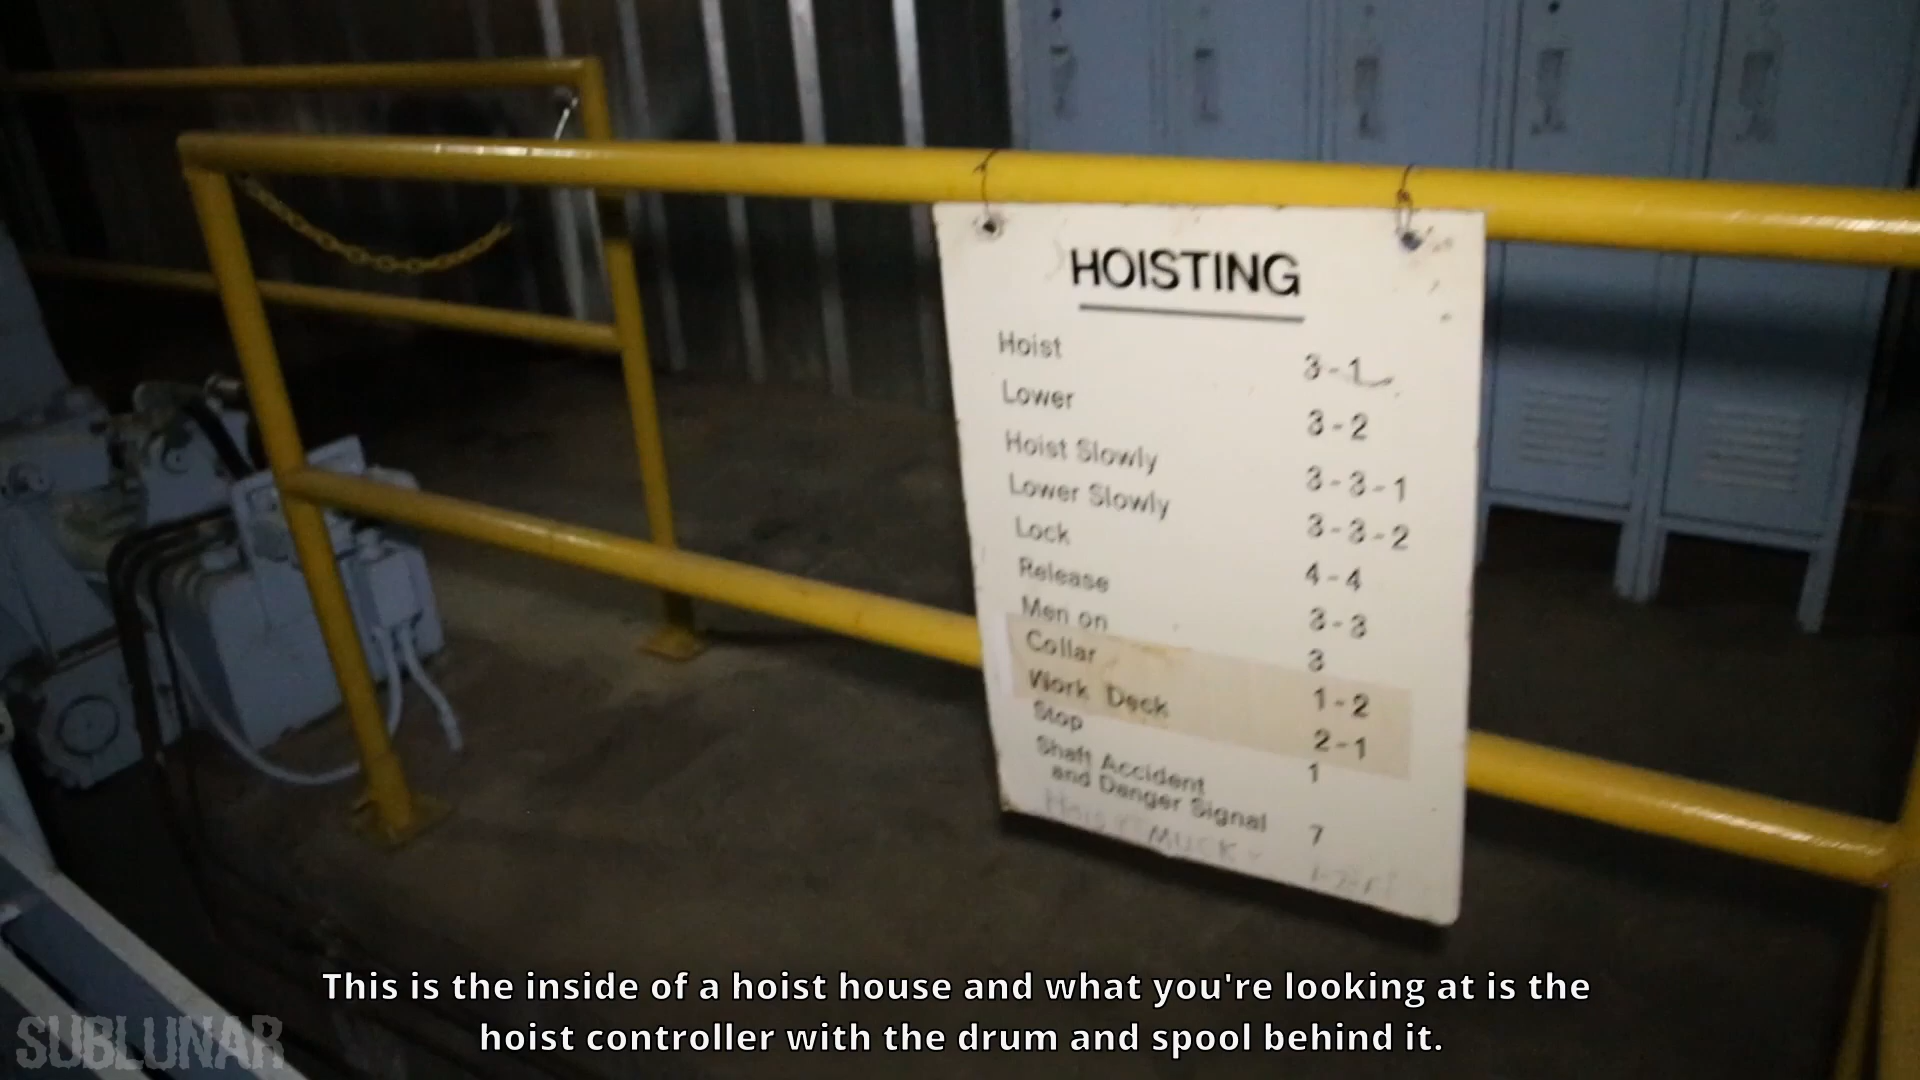 HOISTING
Hoist 3-1
Lower 3-2
Hoist Slowly 3-3-1
Lower Slowly 3-3-2
Lock 4-4
Release 3-3
Men on 3
Collar 1-2
Work Deck 2-1
Stop 1
Shaft Accident
and Danger Signal 7
HOIST MUCK
This is the inside of a hoist house and what you're looking at is the
hoist controller with the drum and spool behind it.
SUBLUNAR